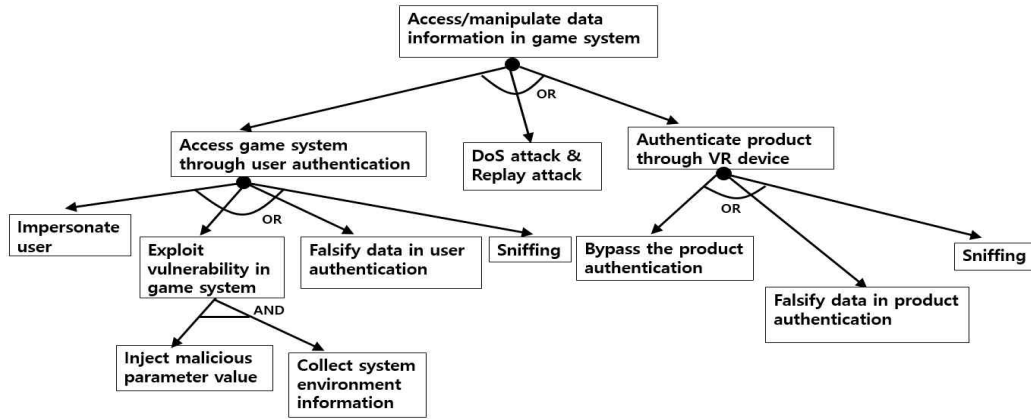 Access/manipulate data
information in game system
OR
Access game system
through user authentication
DoS attack &
Replay attack
Authenticate product
through VR device
OR
OR
Impersonate
user
Exploit
vulnerability in
game system
Falsify data in user
authentication
Sniffing
Bypass the product
authentication
Sniffing
Falsify data in product
authentication
AND
Inject malicious
parameter value
Collect system
environment
information